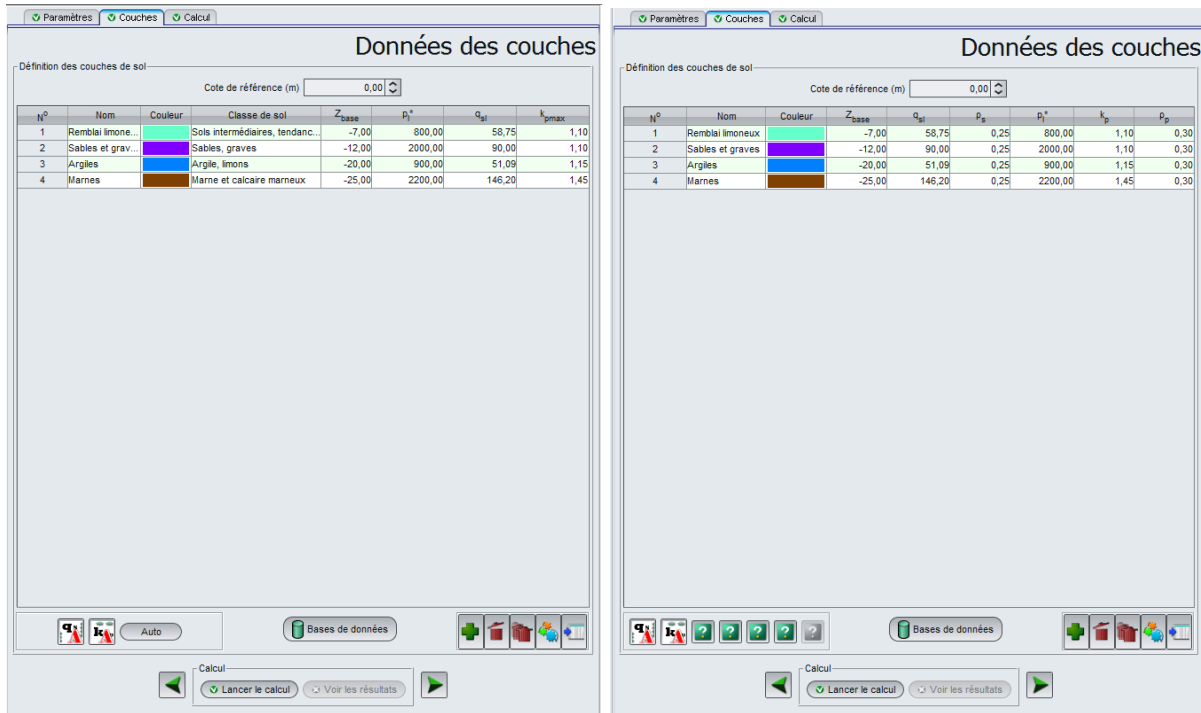 Paramètres Couches Calcul
Données des couches
Définition des couches de sol
Cote de référence (m) 0,00
N° Nom Couleur Classe de sol Zbase pl* qsl kpmax
1 Remblai limone... Sols intermédiaires, tendanc... -7,00 800,00 58,75 1,10
2 Sables et grav... Sables, graves -12,00 2000,00 90,00 1,10
3 Argiles Argile, limons -20,00 900,00 51,09 1,15
4 Marnes Marne et calcaire marneux -25,00 2200,00 146,20 1,45
Auto Bases de données
Calcul
Lancer le calcul Voir les résultats
Paramètres Couches Calcul
Données des couches
Définition des couches de sol
Cote de référence (m) 0,00
N° Nom Couleur Zbase qsl ρs pl* kp ρp
1 Remblai limoneux -7,00 58,75 0,25 800,00 1,10 0,30
2 Sables et graves -12,00 90,00 0,25 2000,00 1,10 0,30
3 Argiles -20,00 51,09 0,25 900,00 1,15 0,30
4 Marnes -25,00 146,20 0,25 2200,00 1,45 0,30
? ? ? ? ? Bases de données
Calcul
Lancer le calcul Voir les résultats